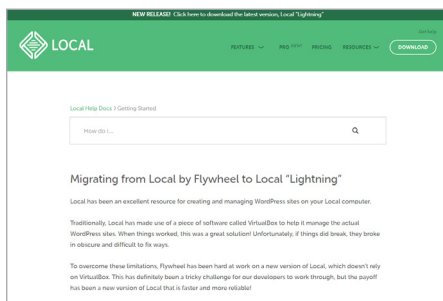 NEW RELEASE! Click here to download the latest version, Local "Lightning"
Get help
LOCAL
FEATURES
PRO NEW!
PRICING
RESOURCES
DOWNLOAD
Local Help Docs > Getting Started
How do i...
Migrating from Local by Flywheel to Local "Lightning"
Local has been an excellent resource for creating and managing WordPress sites on your Local computer.
Traditionally, Local has made use of a piece of software called VirtualBox to help it manage the actual
WordPress sites. When things worked, this was a great solution! Unfortunately, if things did break, they broke
in obscure and difficult to fix ways.
To overcome these limitations, Flywheel has been hard at work on a new version of Local, which doesn't rely
on VirtualBox. This has definitely been a tricky challenge for our developers to work through, but the payoff
has been a new version of Local that is faster and more reliable!